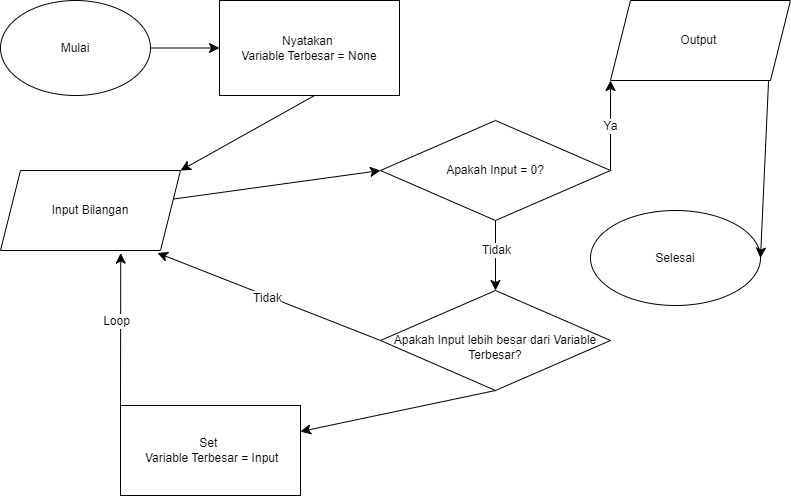 Mulai
Nyatakan
Variable Terbesar = None
Output
Ya
Apakah Input = 0?
Input Bilangan
Tidak
Selesai
Tidak
Loop
Apakah Input lebih besar dari Variable
Terbesar?
Set
Variable Terbesar = Input